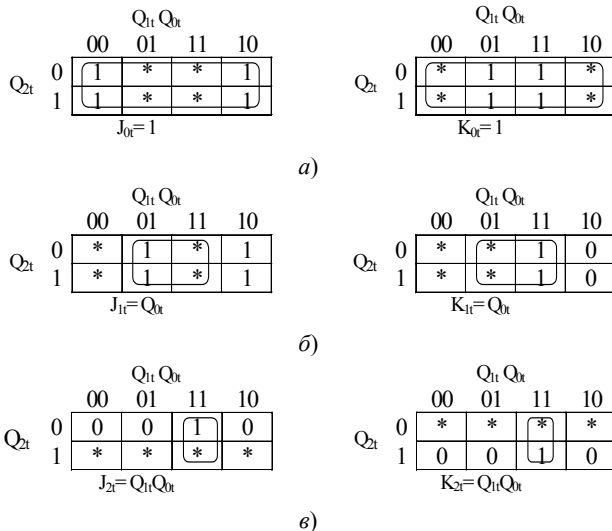 Q1t Q0t Q1t Q0t
00 01 11 10 00 01 11 10
Q2t 0 1 * * 1 Q2t 0 * 1 1 *
1 1 * * 1 1 * 1 1 *
J0t= 1 K0t= 1
а)
Q1t Q0t Q1t Q0t
00 01 11 10 00 01 11 10
Q2t 0 * 1 * 1 Q2t 0 * * 1 0
1 * 1 * 1 1 * * 1 0
J1t= Q0t K1t= Q0t
б)
Q1t Q0t Q1t Q0t
00 01 11 10 00 01 11 10
Q2t 0 0 0 1 0 Q2t 0 * * * *
1 * * * * 1 0 0 1 0
J2t= Q1tQ0t K2t= Q1tQ0t
в)